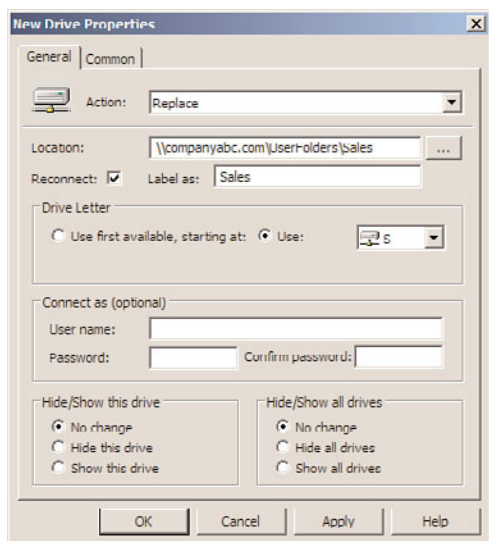 New Drive Properties
General Common
Action: Replace
Location: \\companyabc.com\UserFolders\Sales ...
Reconnect: Label as: Sales
Drive Letter
Use first available, starting at: Use: S
Connect as (optional)
User name:
Password: Confirm password:
Hide/Show this drive Hide/Show all drives
No change No change
Hide this drive Hide all drives
Show this drive Show all drives
OK Cancel Apply Help